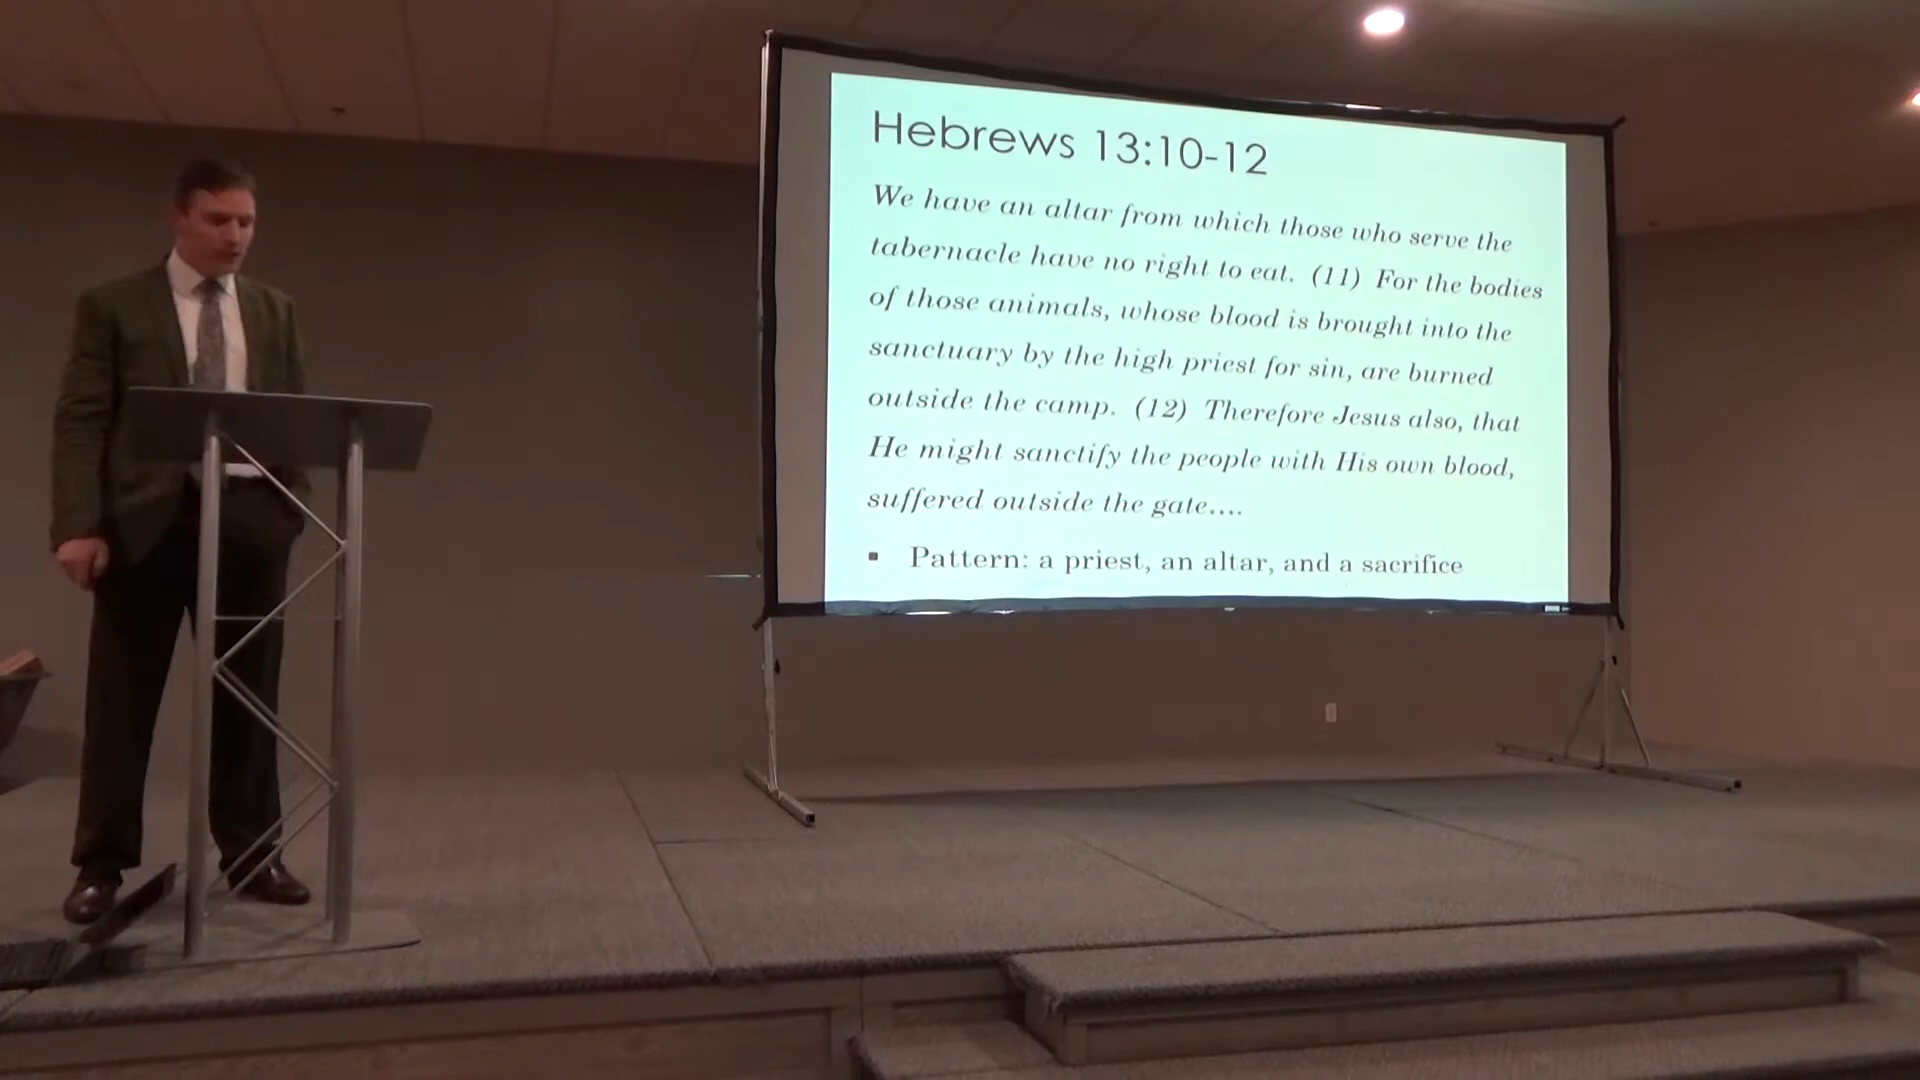 Hebrews 13:10-12
We have an altar from which those who serve the
tabernacle have no right to eat. (11) For the bodies
of those animals, whose blood is brought into the
sanctuary by the high priest for sin, are burned
outside the camp. (12) Therefore Jesus also, that
He might sanctify the people with His own blood,
suffered outside the gate....
▪ Pattern: a priest, an altar, and a sacrifice